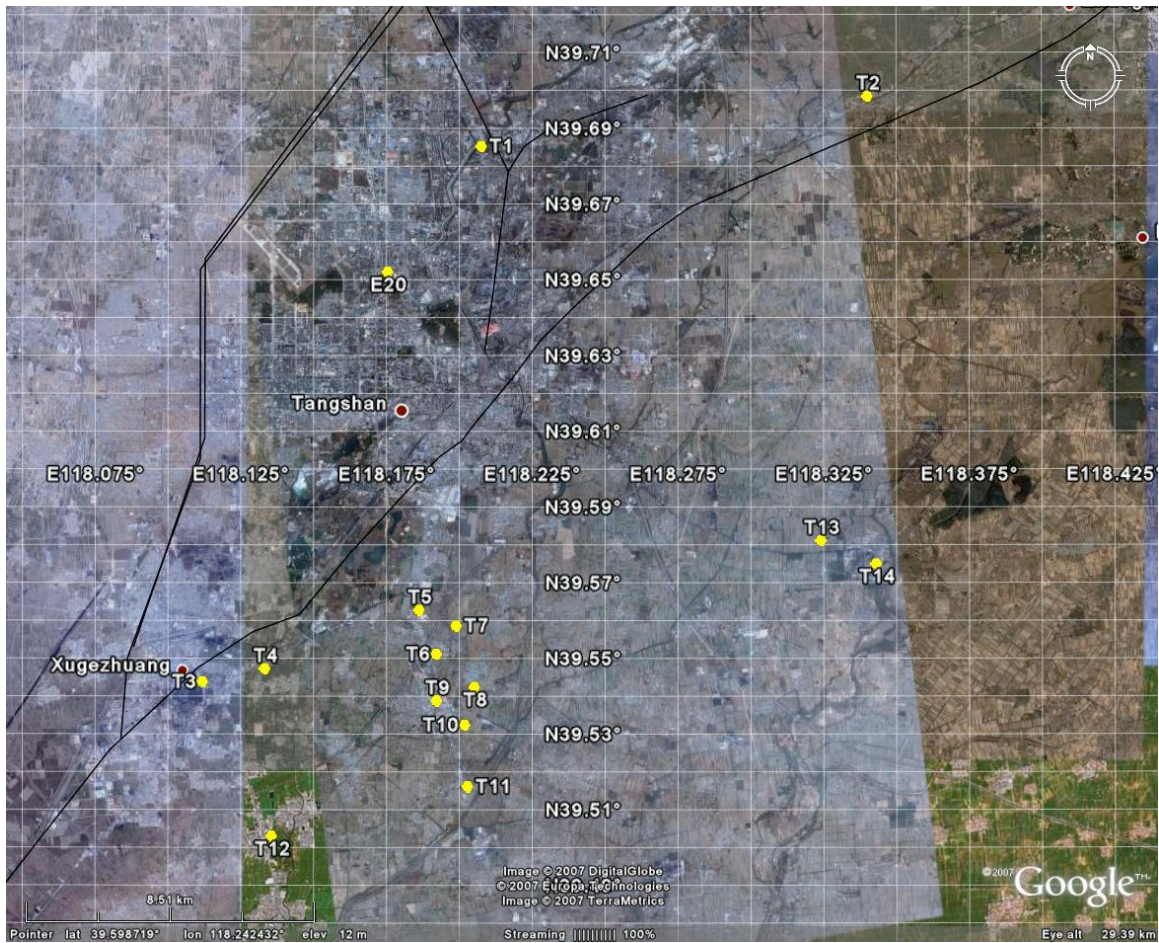 N39.71°
T2
N39.69°
T1
N39.67°
E20
N39.65°
N39.63°
Tangshan
N39.61°
E118.075° E118.125° E118.175° E118.225° E118.275° E118.325° E118.375° E118.425°
N39.59°
T13
T14
N39.57°
T5
T7
T6
N39.55°
Xugezhuang
T4
T3
T9
T8
T10
N39.53°
T11
N39.51°
T12
Image © 2007 DigitalGlobe
© 2007 Europa Technologies
Image © 2007 TerraMetrics
©2007 Google™
8.51 km
Pointer lat 39.598719° lon 118.242432° elev 12 m Streaming 100% Eye alt 29.39 km